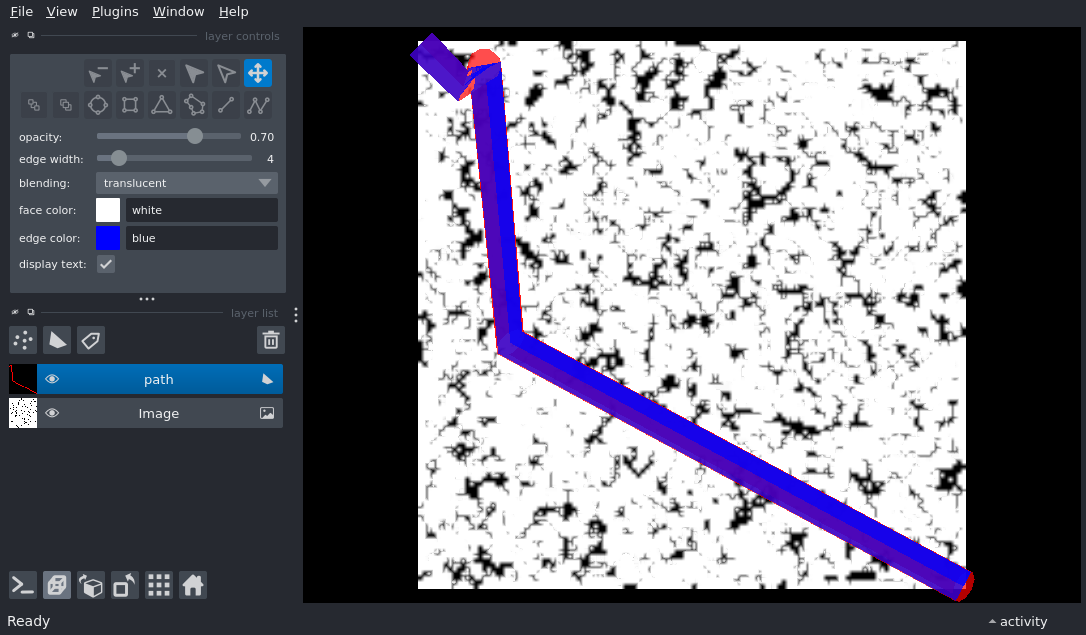 File View Plugins Window Help
layer controls
opacity: 0.70
edge width: 4
blending: translucent
face color: white
edge color: blue
display text:
layer list
path
Image
Ready
activity